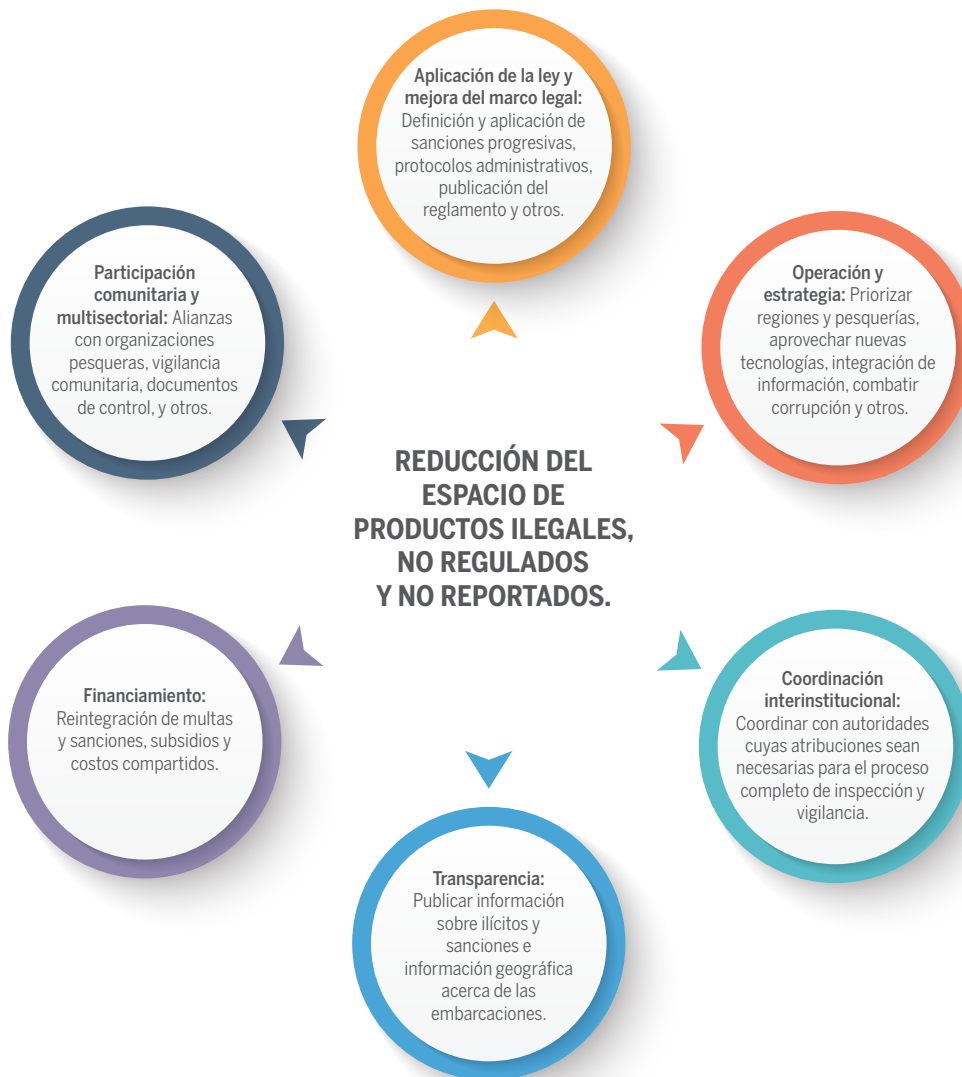 Aplicación de la ley y
mejora del marco legal:
Definición y aplicación de
sanciones progresivas,
protocolos administrativos,
publicación del
reglamento y otros.
Participación
comunitaria y
multisectorial: Alianzas
con organizaciones
pesqueras, vigilancia
comunitaria, documentos
de control, y otros.
Operación y
estrategia: Priorizar
regiones y pesquerías,
aprovechar nuevas
tecnologías, integración de
información, combatir
corrupción y otros.
REDUCCIÓN DEL
ESPACIO DE
PRODUCTOS ILEGALES,
NO REGULADOS
Y NO REPORTADOS.
Financiamiento:
Reintegración de multas
y sanciones, subsidios y
costos compartidos.
Coordinación
interinstitucional:
Coordinar con autoridades
cuyas atribuciones sean
necesarias para el proceso
completo de inspección y
vigilancia.
Transparencia:
Publicar información
sobre ilícitos y
sanciones e
información geográfica
acerca de las
embarcaciones.